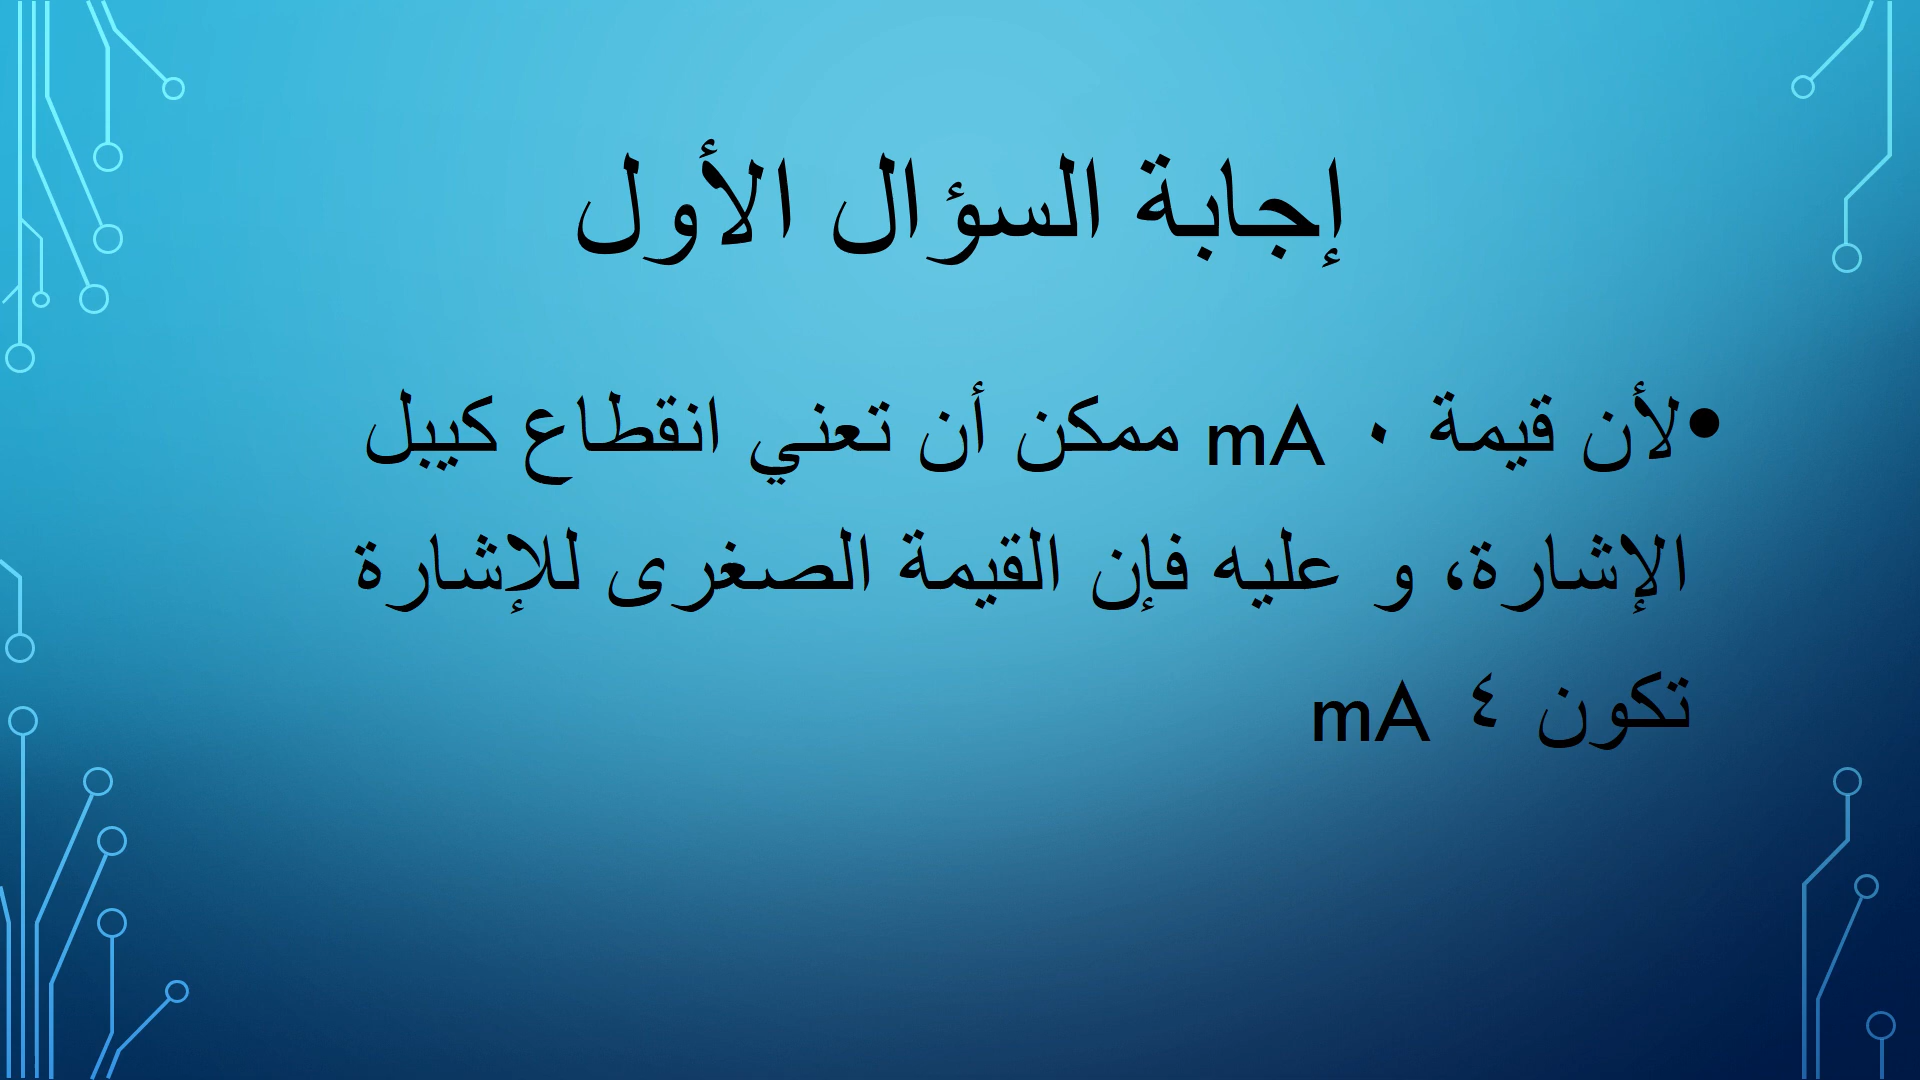 إجابة السؤال الأول
•لأن قيمة ٠ mA ممكن أن تعني انقطاع كيبل
الإشارة، و عليه فإن القيمة الصغرى للإشارة
تكون ٤ mA